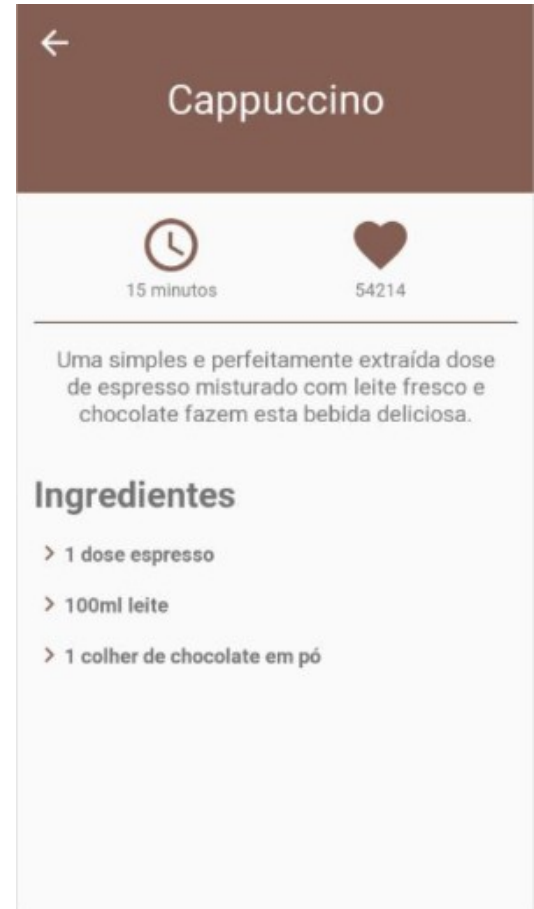 Cappuccino
15 minutos
54214
Uma simples e perfeitamente extraída dose
de espresso misturado com leite fresco e
chocolate fazem esta bebida deliciosa.
Ingredientes
1 dose espresso
100ml leite
1 colher de chocolate em pó